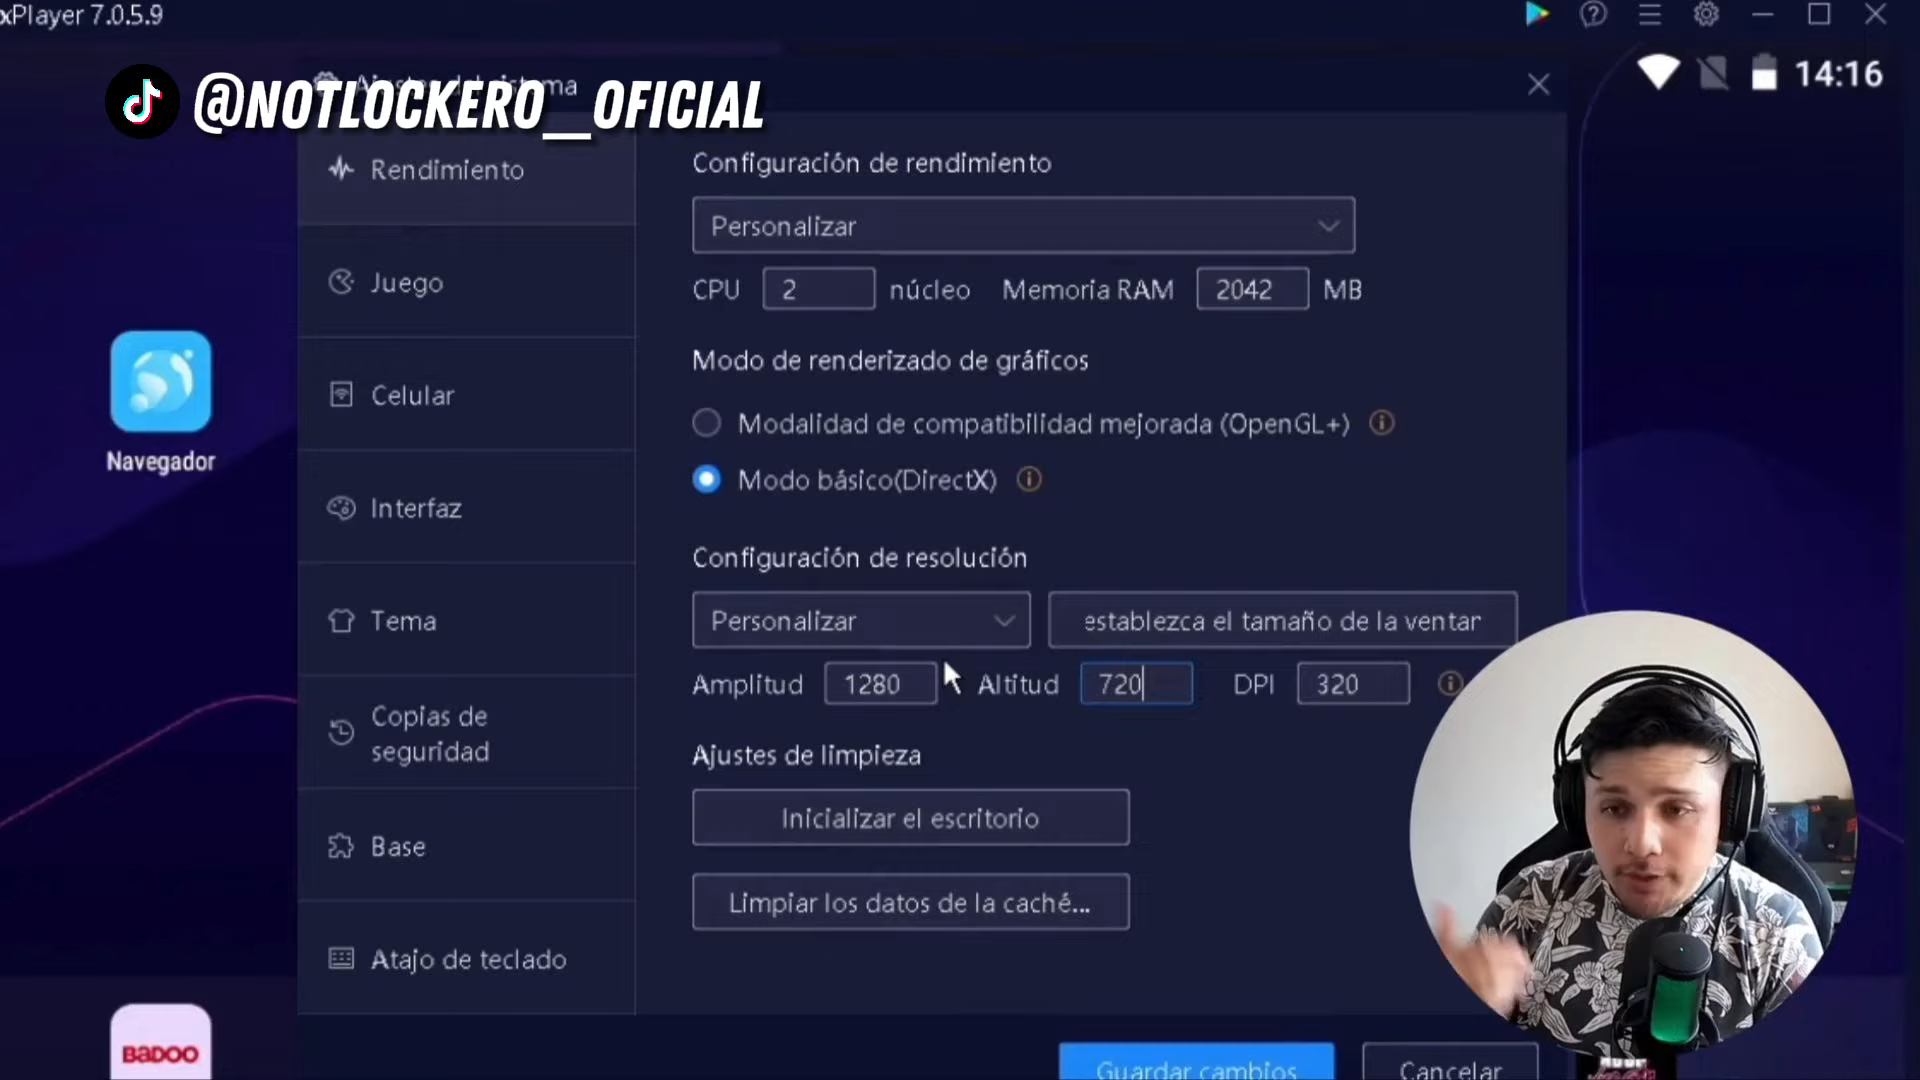 xPlayer 7.0.5.9
14:16
@NOTLOCKERO__OFICIAL
Rendimiento
Juego
Celular
Interfaz
Tema
Copias de
seguridad
Base
Atajo de teclado
Navegador
BADOO
Configuración de rendimiento
Personalizar
CPU 2 núcleo Memoria RAM 2042 MB
Modo de renderizado de gráficos
Modalidad de compatibilidad mejorada (OpenGL+)
Modo básico(DirectX)
Configuración de resolución
Personalizar establezca el tamaño de la ventar
Amplitud 1280 Altitud 720 DPI 320
Ajustes de limpieza
Inicializar el escritorio
Limpiar los datos de la caché...
Guardar cambios Cancelar